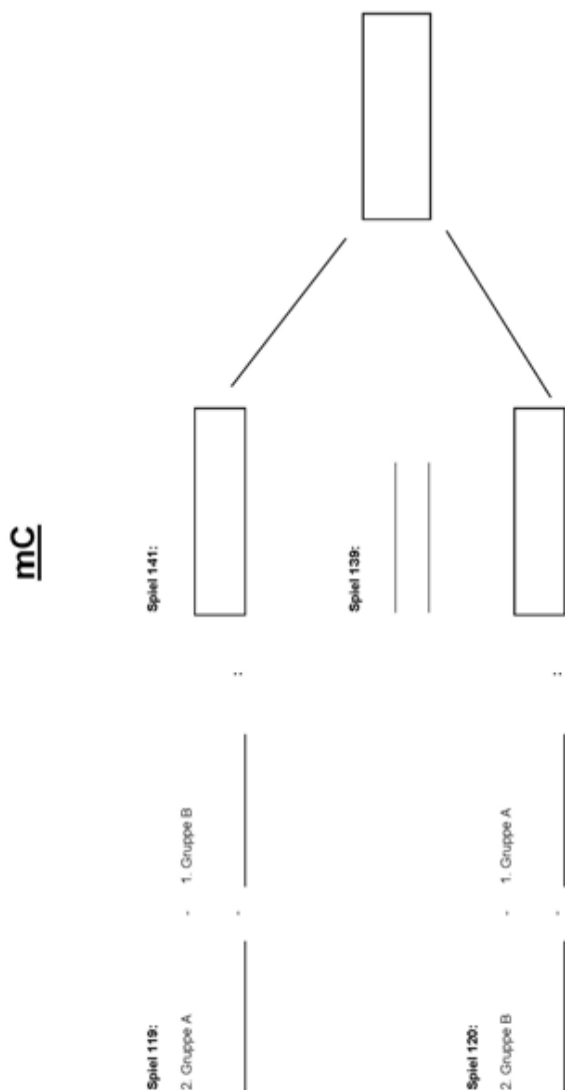 mC
Spiel 119: Spiel 141:
2. Gruppe A - 1. Gruppe B
- :
Spiel 139:
Spiel 120:
2. Gruppe B - 1. Gruppe A
- :